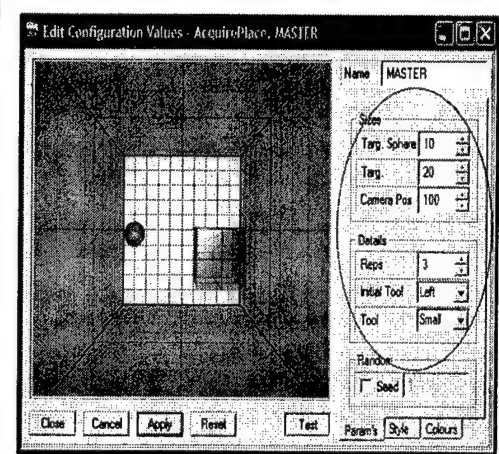 Edit Configuration Values - AcquirePlace, MASTER
Name MASTER
Sizes
Targ. Sphere 10
Targ. 20
Camera Pos 100
Details
Reps 3
Initial Tool Left
Tool Small
Random
Seed 1
Close Cancel Apply Reset Test
Param's Style Colours